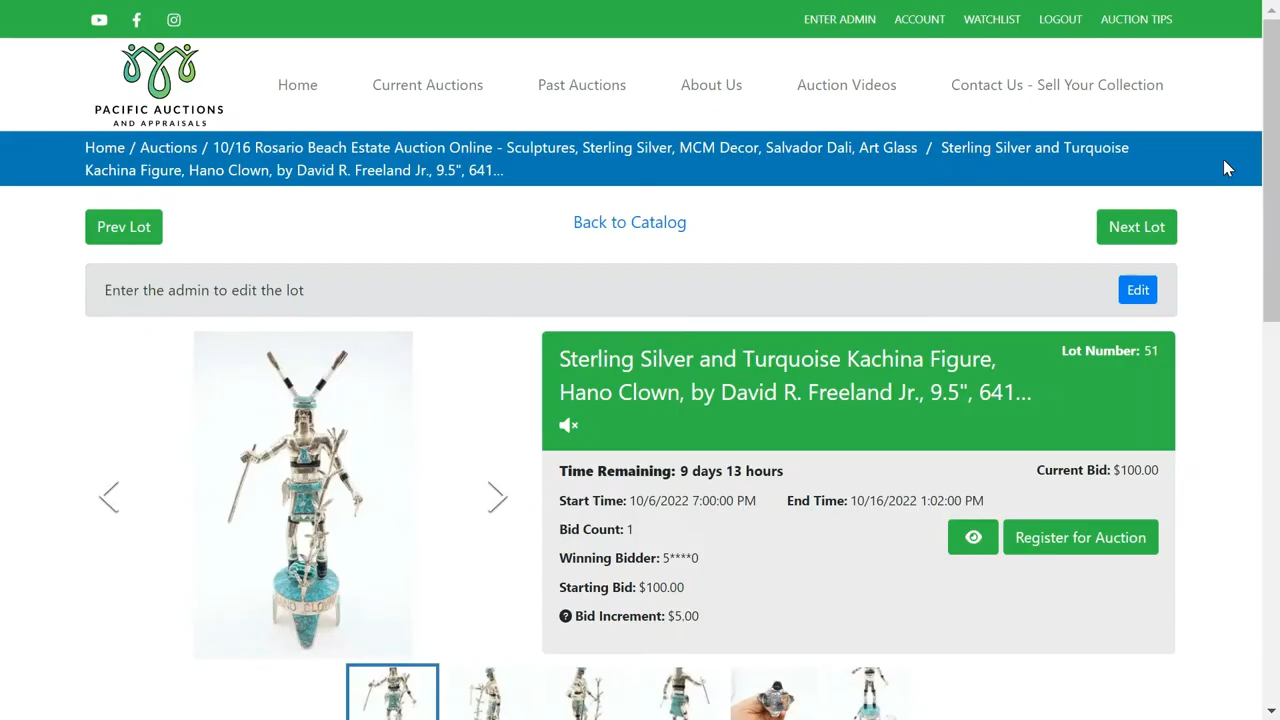 ENTER ADMIN ACCOUNT WATCHLIST LOGOUT AUCTION TIPS
PACIFIC AUCTIONS
AND APPRAISALS
Home Current Auctions Past Auctions About Us Auction Videos Contact Us - Sell Your Collection
Home / Auctions / 10/16 Rosario Beach Estate Auction Online - Sculptures, Sterling Silver, MCM Decor, Salvador Dali, Art Glass / Sterling Silver and Turquoise
Kachina Figure, Hano Clown, by David R. Freeland Jr., 9.5", 641...
Prev Lot Back to Catalog Next Lot
Enter the admin to edit the lot Edit
Sterling Silver and Turquoise Kachina Figure,
Hano Clown, by David R. Freeland Jr., 9.5", 641...
Lot Number: 51
Time Remaining: 9 days 13 hours Current Bid: $100.00
Start Time: 10/6/2022 7:00:00 PM End Time: 10/16/2022 1:02:00 PM
Bid Count: 1
Register for Auction
Winning Bidder: 5****0
Starting Bid: $100.00
Bid Increment: $5.00
HANO CLOWN